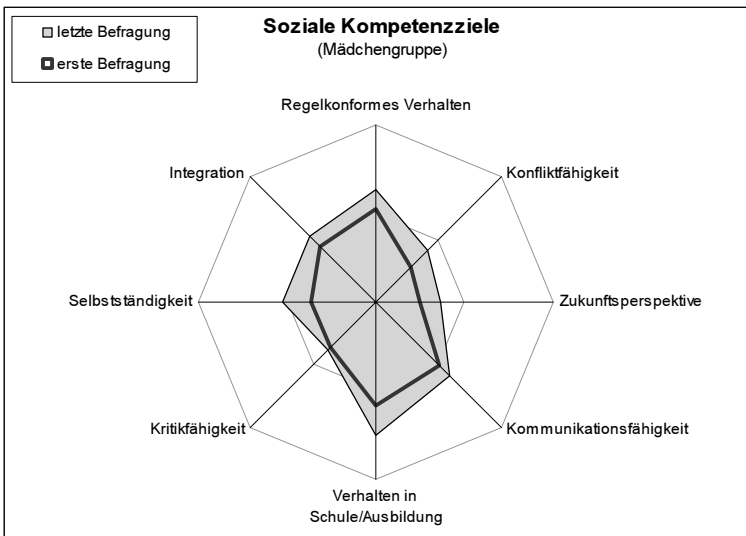 letzte Befragung
erste Befragung
Soziale Kompetenzziele
(Mädchengruppe)
Regelkonformes Verhalten
Integration
Konfliktfähigkeit
Selbstständigkeit
Zukunftsperspektive
Kritikfähigkeit
Kommunikationsfähigkeit
Verhalten in
Schule/Ausbildung